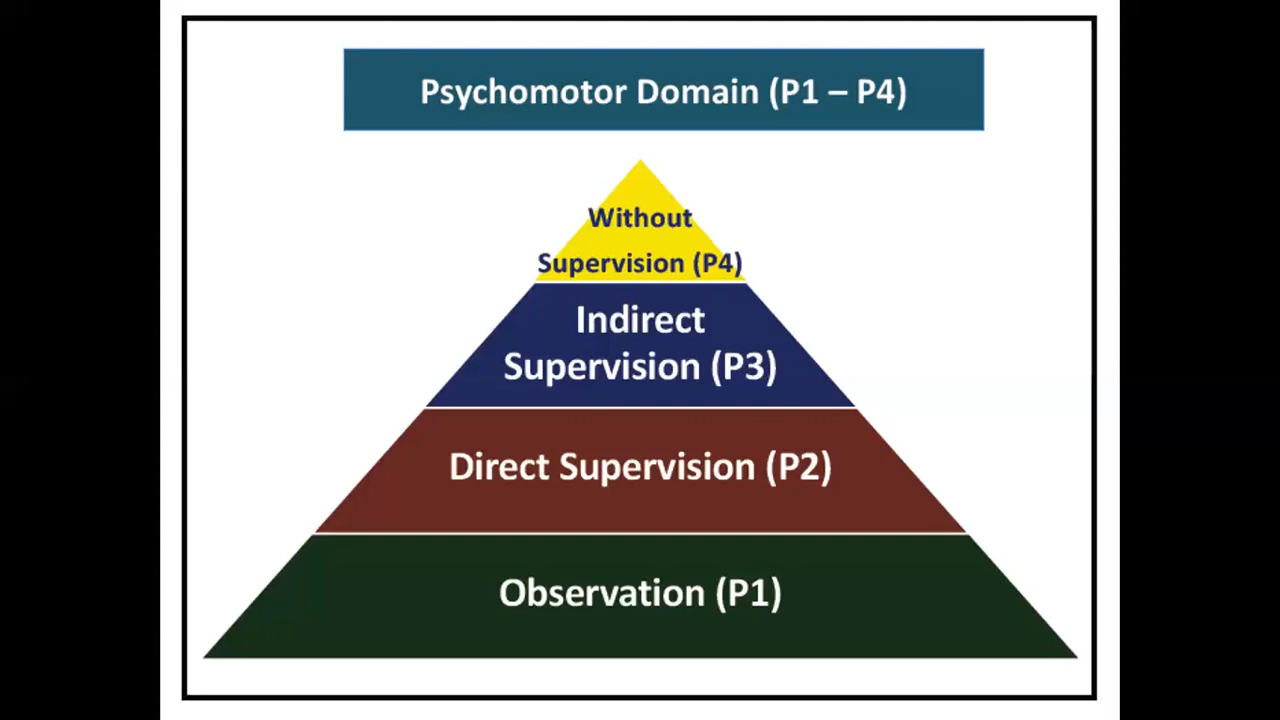 Psychomotor Domain (P1 – P4)
Without
Supervision (P4)
Indirect
Supervision (P3)
Direct Supervision (P2)
Observation (P1)